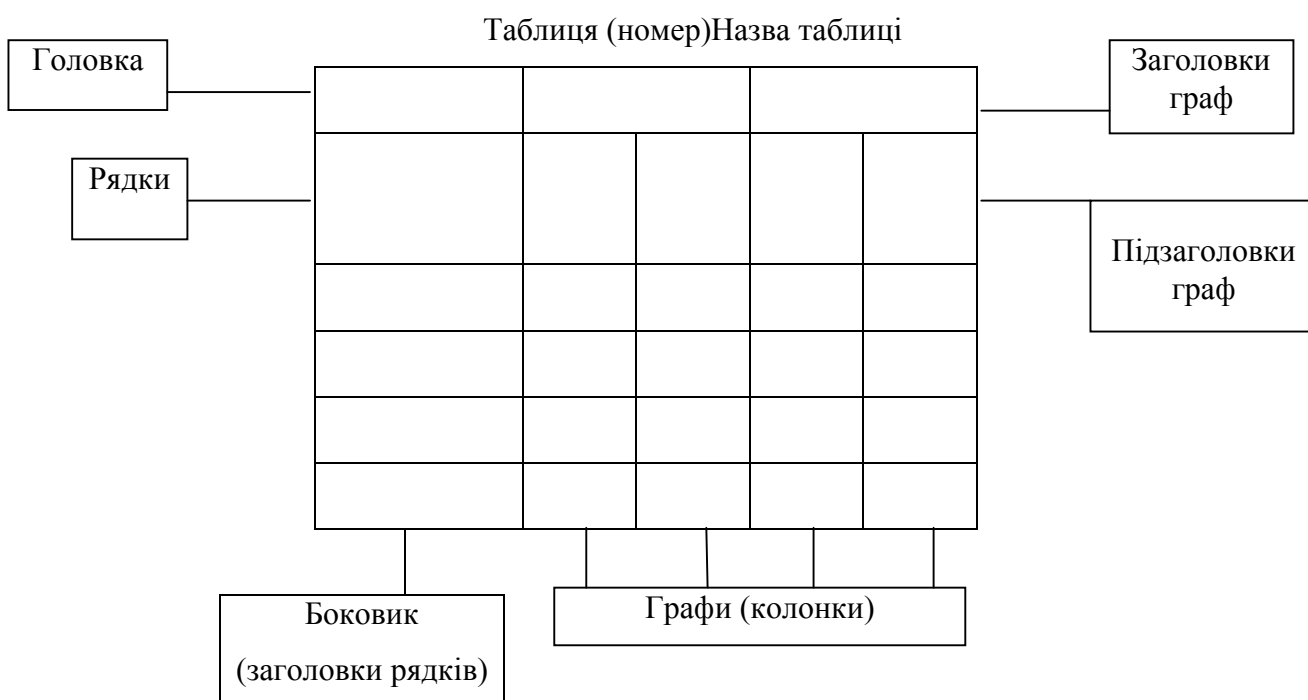 Таблиця (номер)Назва таблиці
Головка
Заголовки
граф
Рядки
Підзаголовки
граф
Боковик
(заголовки рядків)
Графи (колонки)